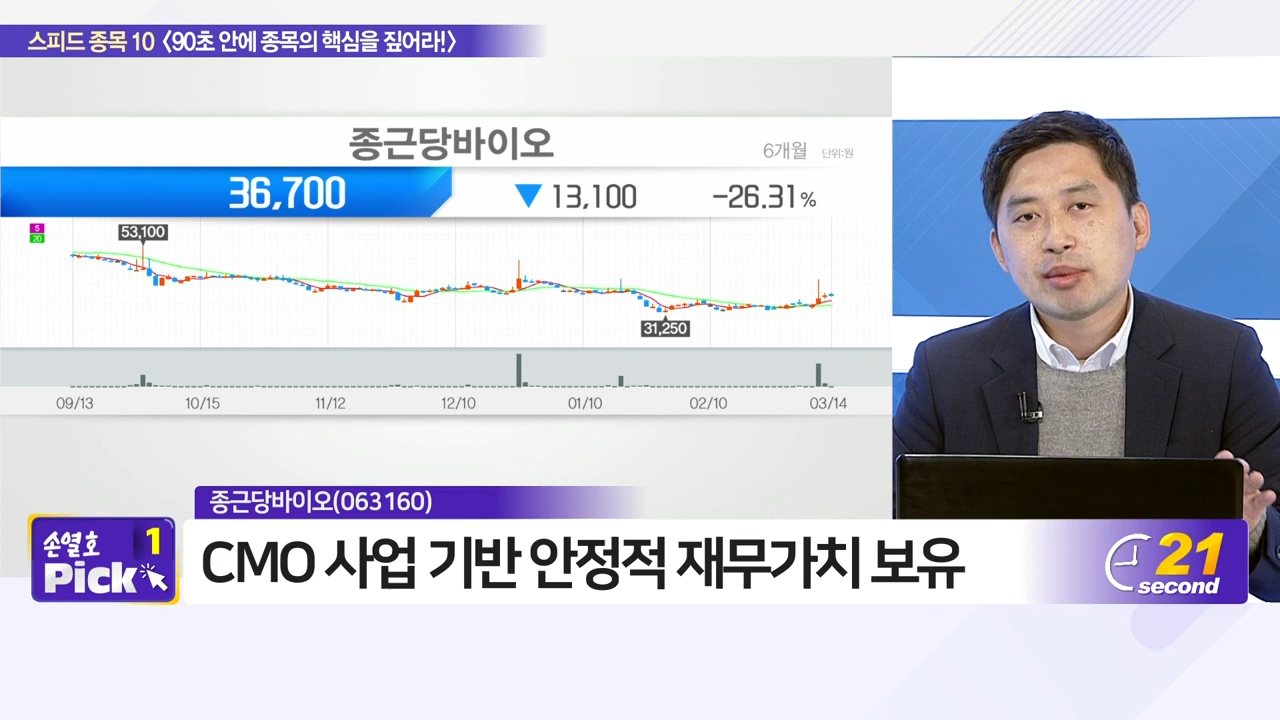 스피드 종목 10 〈90초 안에 종목의 핵심을 짚어라!〉
종근당바이오
6개월 단위:원
36,700 ▼ 13,100 -26.31%
5
20
53,100
31,250
09/13 10/15 11/12 12/10 01/10 02/10 03/14
종근당바이오(063160)
손열호 1
Pick
CMO 사업 기반 안정적 재무가치 보유
21
second